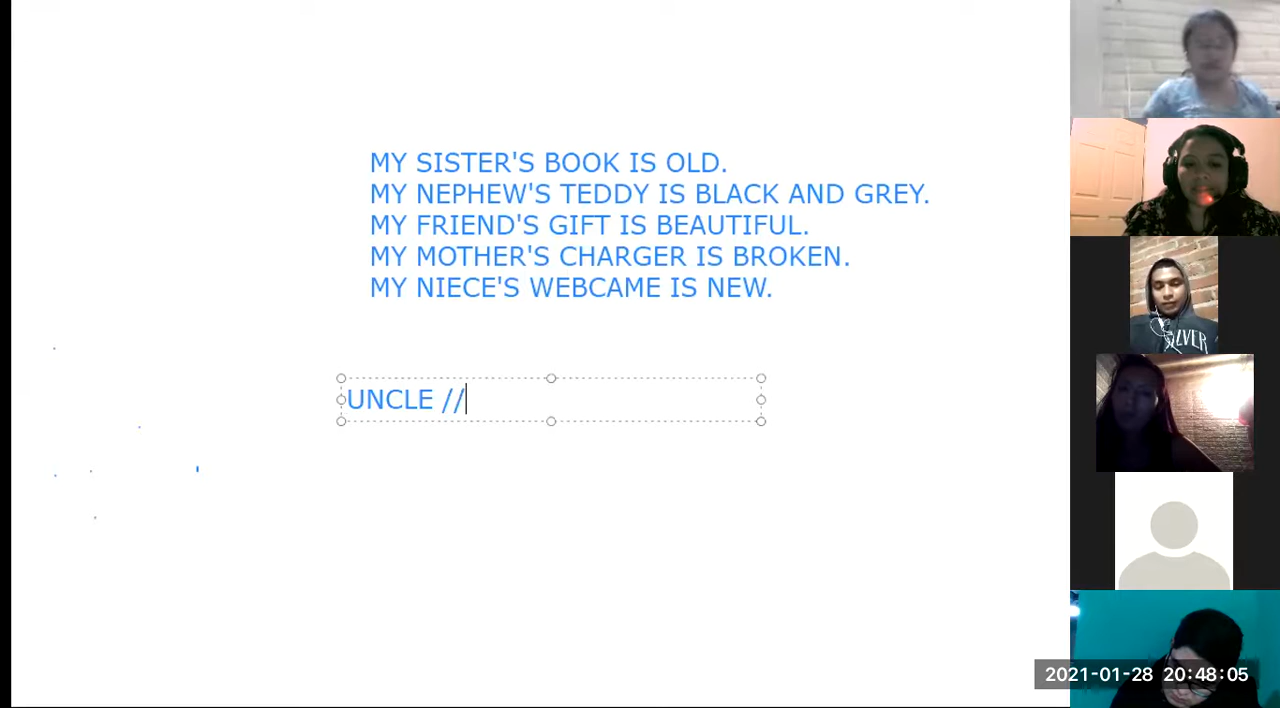 MY SISTER'S BOOK IS OLD.
MY NEPHEW'S TEDDY IS BLACK AND GREY.
MY FRIEND'S GIFT IS BEAUTIFUL.
MY MOTHER'S CHARGER IS BROKEN.
MY NIECE'S WEBCAME IS NEW.
UNCLE //
2021-01-28 20:48:05